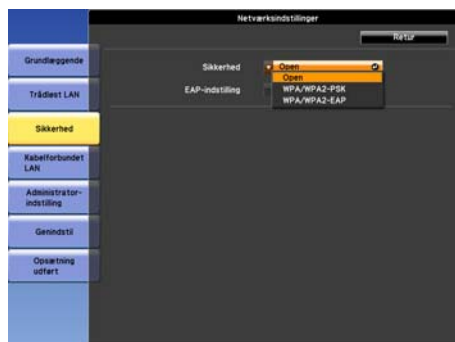 Netværksindstillinger
Retur
Grundlæggende
Trådløst LAN
Sikkerhed
Kabelforbundet
LAN
Administrator-
indstilling
Genindstil
Opsætning
udført
Sikkerhed
Open
Open
WPA/WPA2-PSK
WPA/WPA2-EAP
EAP-indstilling